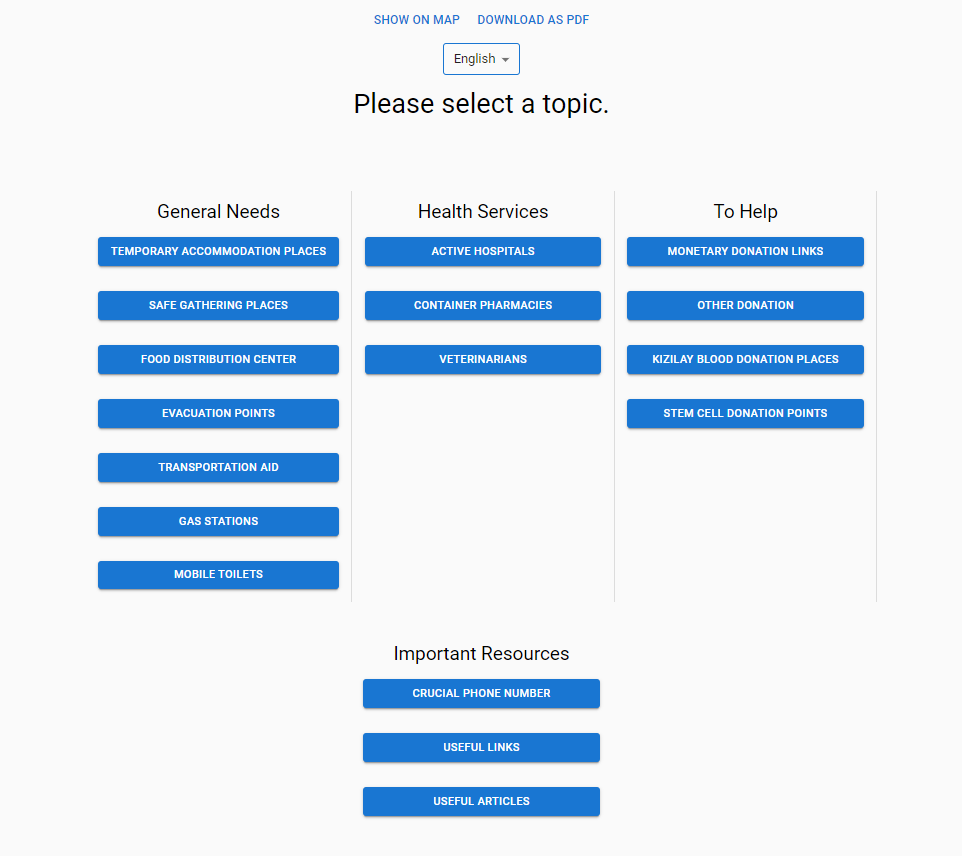 SHOW ON MAP DOWNLOAD AS PDF
English
Please select a topic.
General Needs
TEMPORARY ACCOMMODATION PLACES
SAFE GATHERING PLACES
FOOD DISTRIBUTION CENTER
EVACUATION POINTS
TRANSPORTATION AID
GAS STATIONS
MOBILE TOILETS
Health Services
ACTIVE HOSPITALS
CONTAINER PHARMACIES
VETERINARIANS
To Help
MONETARY DONATION LINKS
OTHER DONATION
KIZILAY BLOOD DONATION PLACES
STEM CELL DONATION POINTS
Important Resources
CRUCIAL PHONE NUMBER
USEFUL LINKS
USEFUL ARTICLES